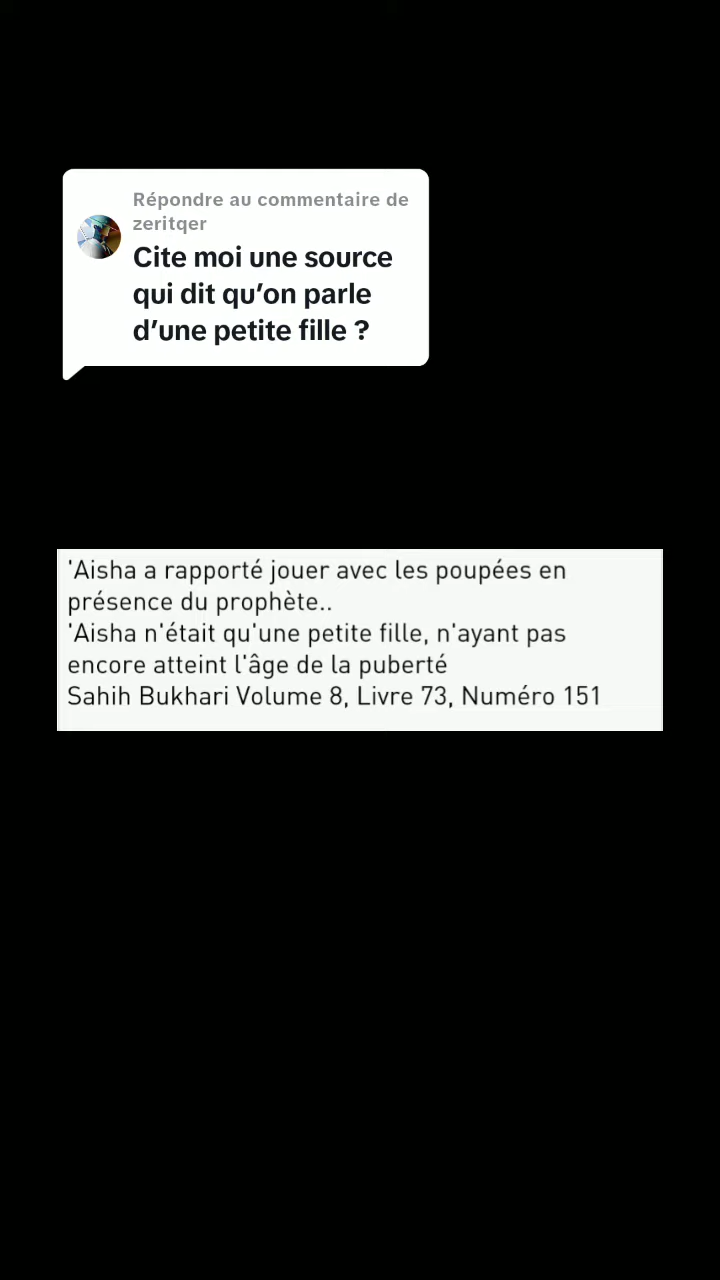 Répondre au commentaire de
zeritqer
Cite moi une source
qui dit qu’on parle
d’une petite fille ?
'Aisha a rapporté jouer avec les poupées en
présence du prophète..
'Aisha n'était qu'une petite fille, n'ayant pas
encore atteint l'âge de la puberté
Sahih Bukhari Volume 8, Livre 73, Numéro 151